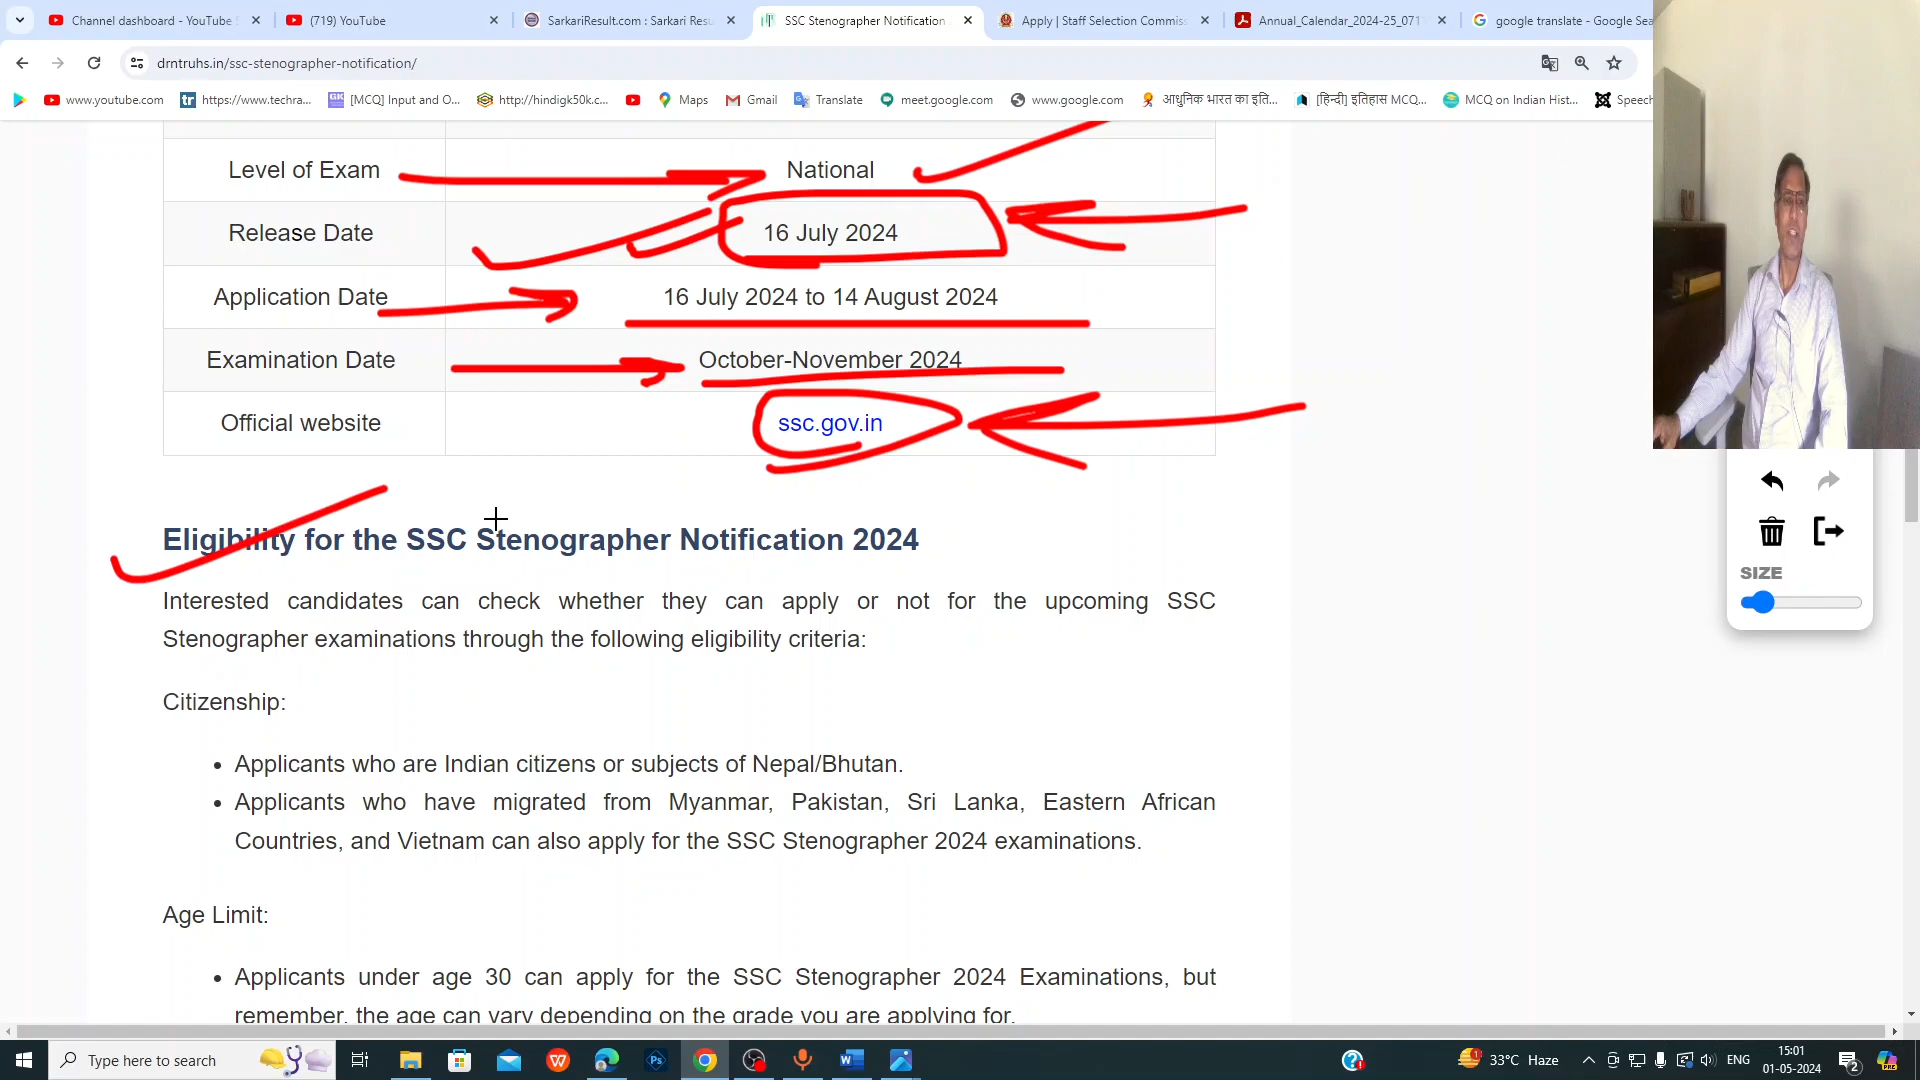 Channel dashboard - YouTube S
(719) YouTube
SarkariResult.com : Sarkari Resu
SSC Stenographer Notification
Apply | Staff Selection Commiss
Annual_Calendar_2024-25_071
google translate - Google Sea
drntruhs.in/ssc-stenographer-notification/
www.youtube.com
tr
https://www.techra...
GK
[MCQ] Input and O...
http://hindigk50k.c...
Maps
Gmail
Translate
meet.google.com
www.google.com
आधुनिक भारत का इति...
[हिन्दी] इतिहास MCQ...
MCQ on Indian Hist...
Speech
Level of Exam
National
Release Date
16 July 2024
Application Date
16 July 2024 to 14 August 2024
Examination Date
October-November 2024
Official website
ssc.gov.in
Eligibility for the SSC Stenographer Notification 2024
Interested candidates can check whether they can apply or not for the upcoming SSC
Stenographer examinations through the following eligibility criteria:
Citizenship:
• Applicants who are Indian citizens or subjects of Nepal/Bhutan.
• Applicants who have migrated from Myanmar, Pakistan, Sri Lanka, Eastern African
Countries, and Vietnam can also apply for the SSC Stenographer 2024 examinations.
Age Limit:
• Applicants under age 30 can apply for the SSC Stenographer 2024 Examinations, but
remember, the age can vary depending on the grade you are applying for.
SIZE
Type here to search
33°C Haze
ENG
15:01
01-05-2024
2